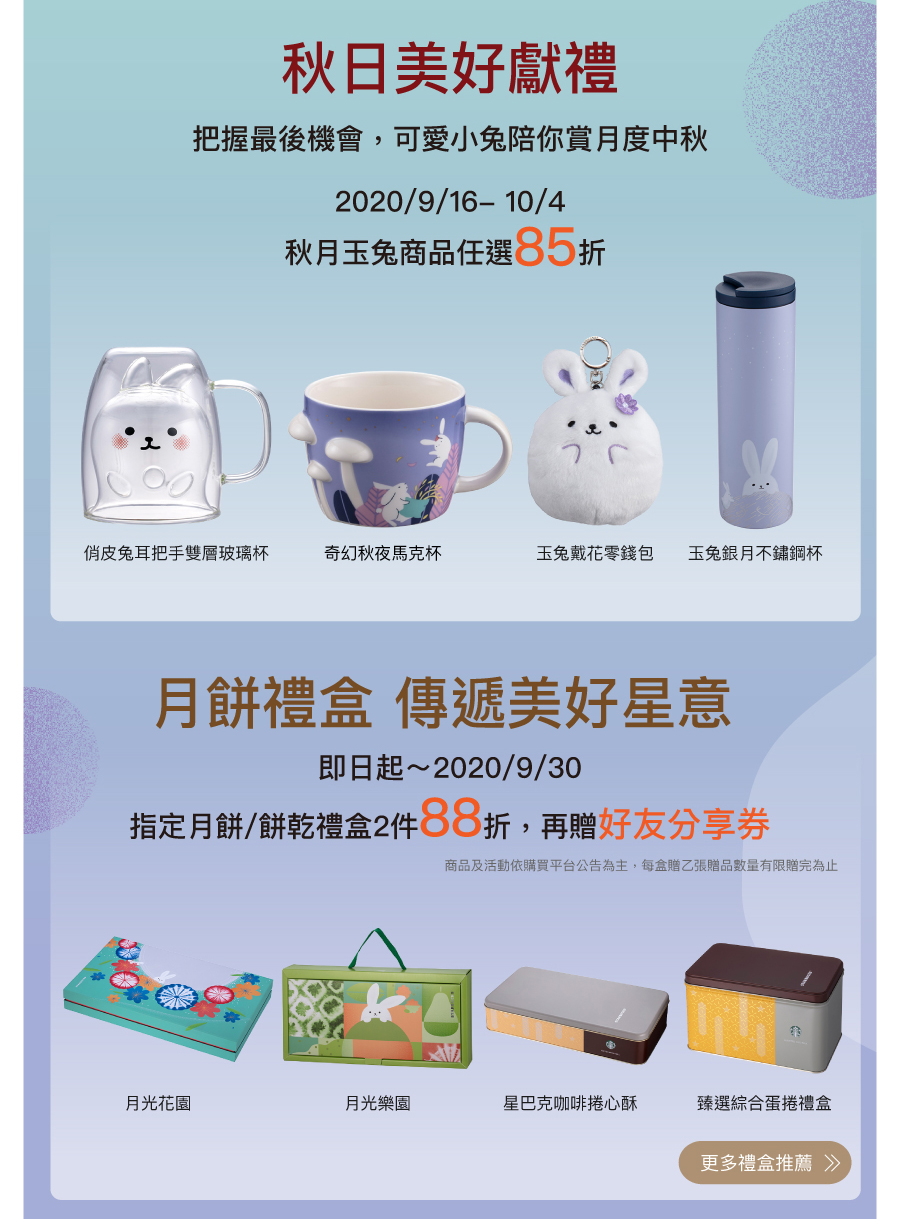 秋日美好獻禮
把握最後機會，可愛小兔陪你賞月度中秋
2020/9/16– 10/4
秋月玉兔商品任選85折
俏皮兔耳把手雙層玻璃杯
奇幻秋夜馬克杯
玉兔戴花零錢包
玉兔銀月不鏽鋼杯
月餅禮盒 傳遞美好星意
即日起～2020/9/30
指定月餅/餅乾禮盒2件88折，再贈好友分享券
商品及活動依購買平台公告為主，每盒贈乙張贈品數量有限贈完為止
月光花園
月光樂園
星巴克咖啡捲心酥
臻選綜合蛋捲禮盒
更多禮盒推薦 》